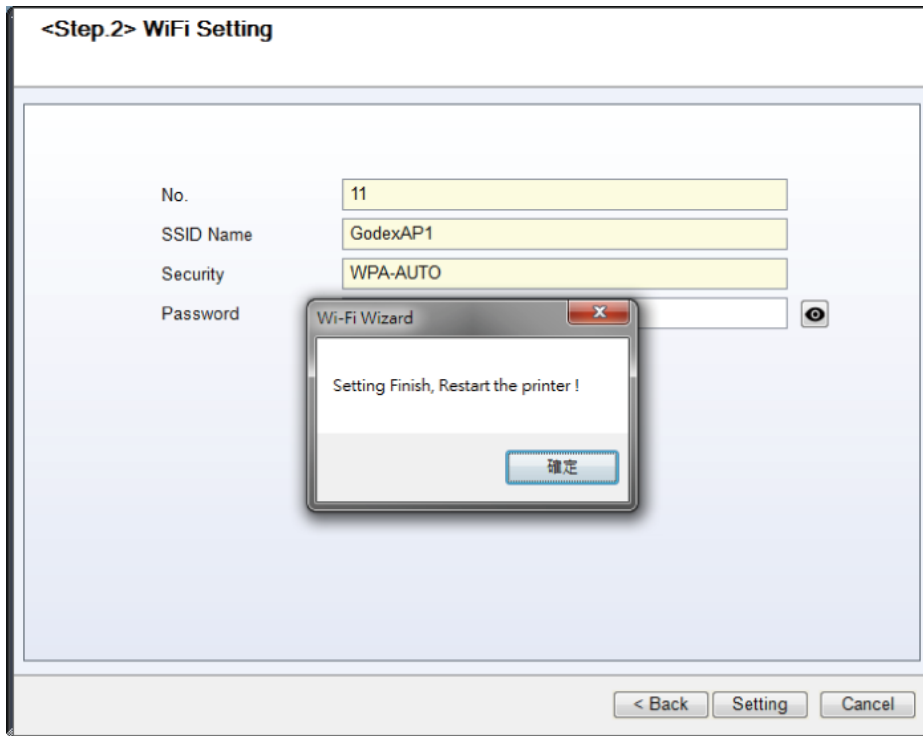 <Step.2> WiFi Setting
No. 11
SSID Name GodexAP1
Security WPA-AUTO
Password
Wi-Fi Wizard
Setting Finish, Restart the printer !
確定
< Back Setting Cancel